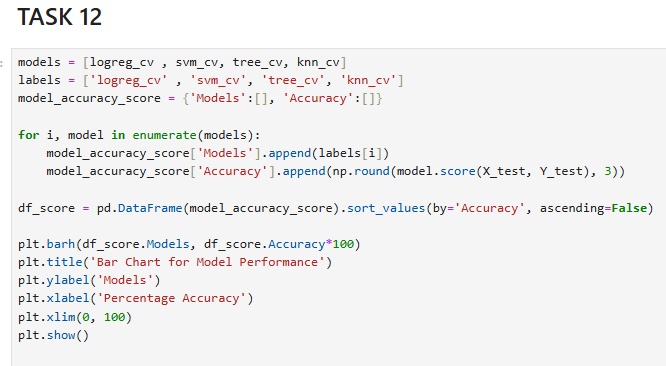 TASK 12
models = [logreg_cv , svm_cv, tree_cv, knn_cv]
labels = ['logreg_cv' , 'svm_cv', 'tree_cv', 'knn_cv']
model_accuracy_score = {'Models':[], 'Accuracy':[]}
for i, model in enumerate(models):
    model_accuracy_score['Models'].append(labels[i])
    model_accuracy_score['Accuracy'].append(np.round(model.score(X_test, Y_test), 3))
df_score = pd.DataFrame(model_accuracy_score).sort_values(by='Accuracy', ascending=False)
plt.barh(df_score.Models, df_score.Accuracy*100)
plt.title('Bar Chart for Model Performance')
plt.ylabel('Models')
plt.xlabel('Percentage Accuracy')
plt.xlim(0, 100)
plt.show()